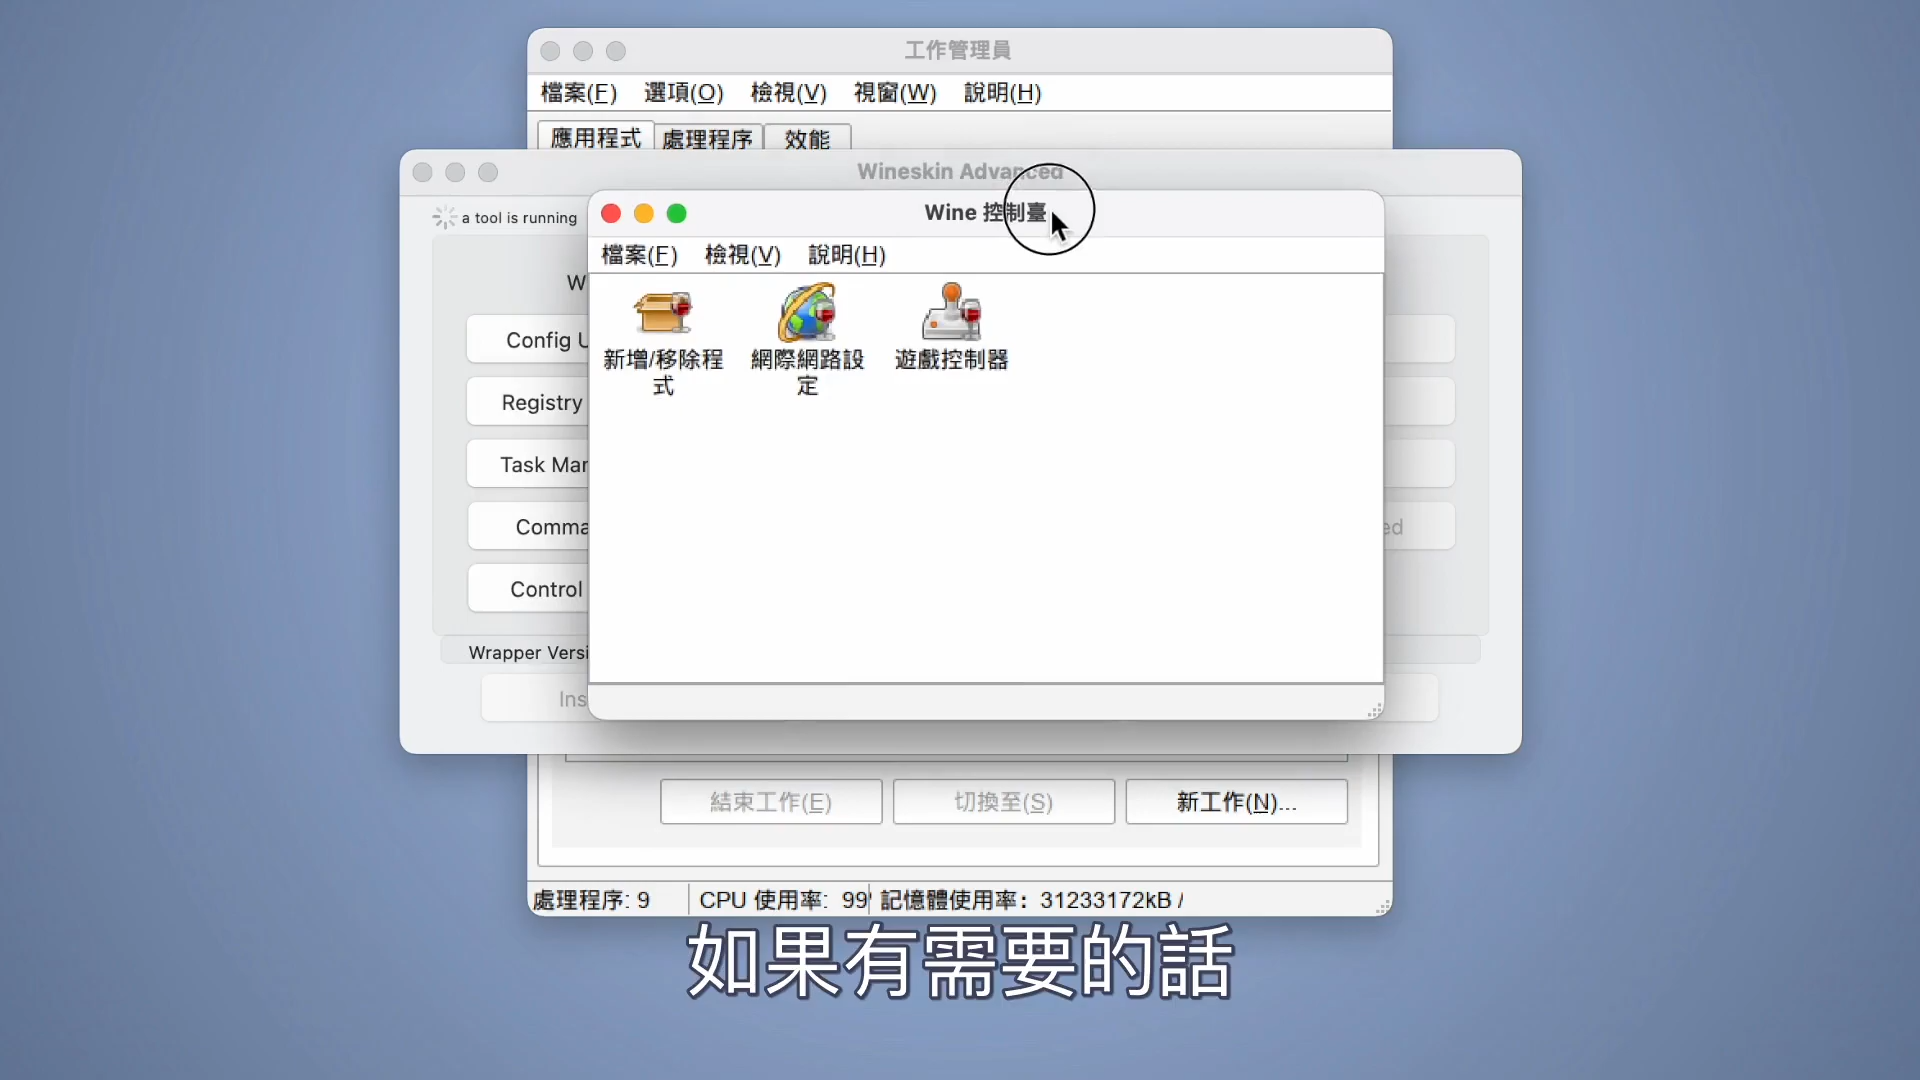 工作管理員
檔案(F) 選項(O) 檢視(V) 視窗(W) 說明(H)
應用程式 處理程序 效能
Wineskin Advanced
a tool is running
Wine 控制臺
檔案(F) 檢視(V) 說明(H)
新增/移除程
式
網際網路設
定
遊戲控制器
Config
Registry
Task
Control
Wrapper
結束工作(E) 切換至(S) 新工作(N)...
處理程序: 9 CPU 使用率: 99 記憶體使用率: 31233172kB /
如果有需要的話